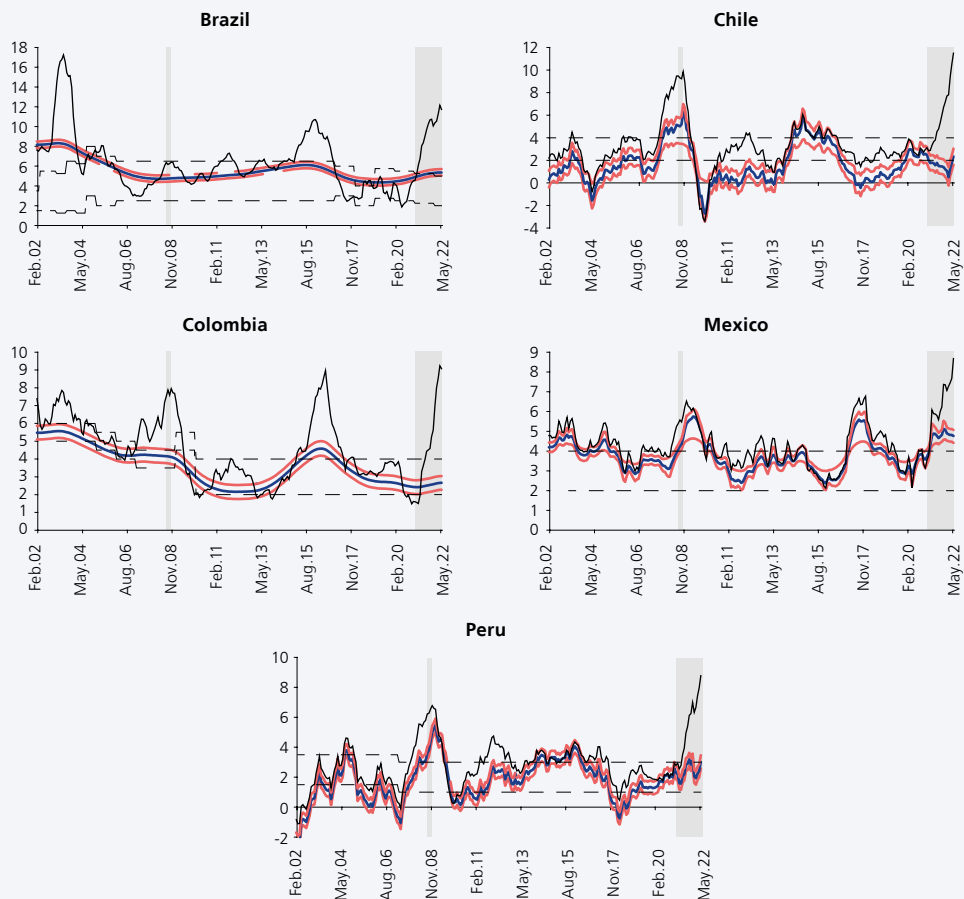 Brazil
18
16
14
12
10
8
6
4
2
0
Feb.02
May.04
Aug.06
Nov.08
Feb.11
May.13
Aug.15
Nov.17
Feb.20
May.22
Chile
12
10
8
6
4
2
0
-2
-4
Feb.02
May.04
Aug.06
Nov.08
Feb.11
May.13
Aug.15
Nov.17
Feb.20
May.22
Colombia
10
9
8
7
6
5
4
3
2
1
0
Feb.02
May.04
Aug.06
Nov.08
Feb.11
May.13
Aug.15
Nov.17
Feb.20
May.22
Mexico
9
8
7
6
5
4
3
2
1
0
Feb.02
May.04
Aug.06
Nov.08
Feb.11
May.13
Aug.15
Nov.17
Feb.20
May.22
Peru
10
8
6
4
2
0
-2
Feb.02
May.04
Aug.06
Nov.08
Feb.11
May.13
Aug.15
Nov.17
Feb.20
May.22